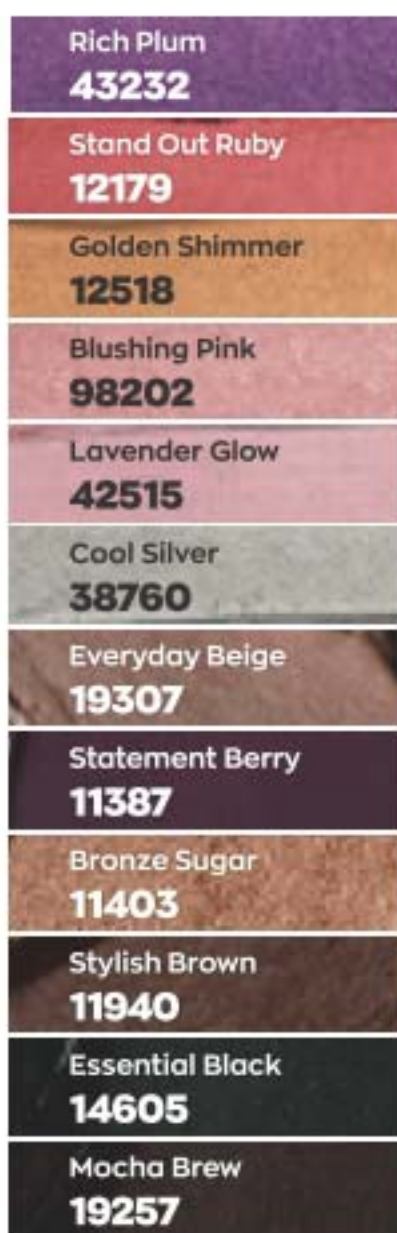 Rich Plum
43232
Stand Out Ruby
12179
Golden Shimmer
12518
Blushing Pink
98202
Lavender Glow
42515
Cool Silver
38760
Everyday Beige
19307
Statement Berry
11387
Bronze Sugar
11403
Stylish Brown
11940
Essential Black
14605
Mocha Brew
19257